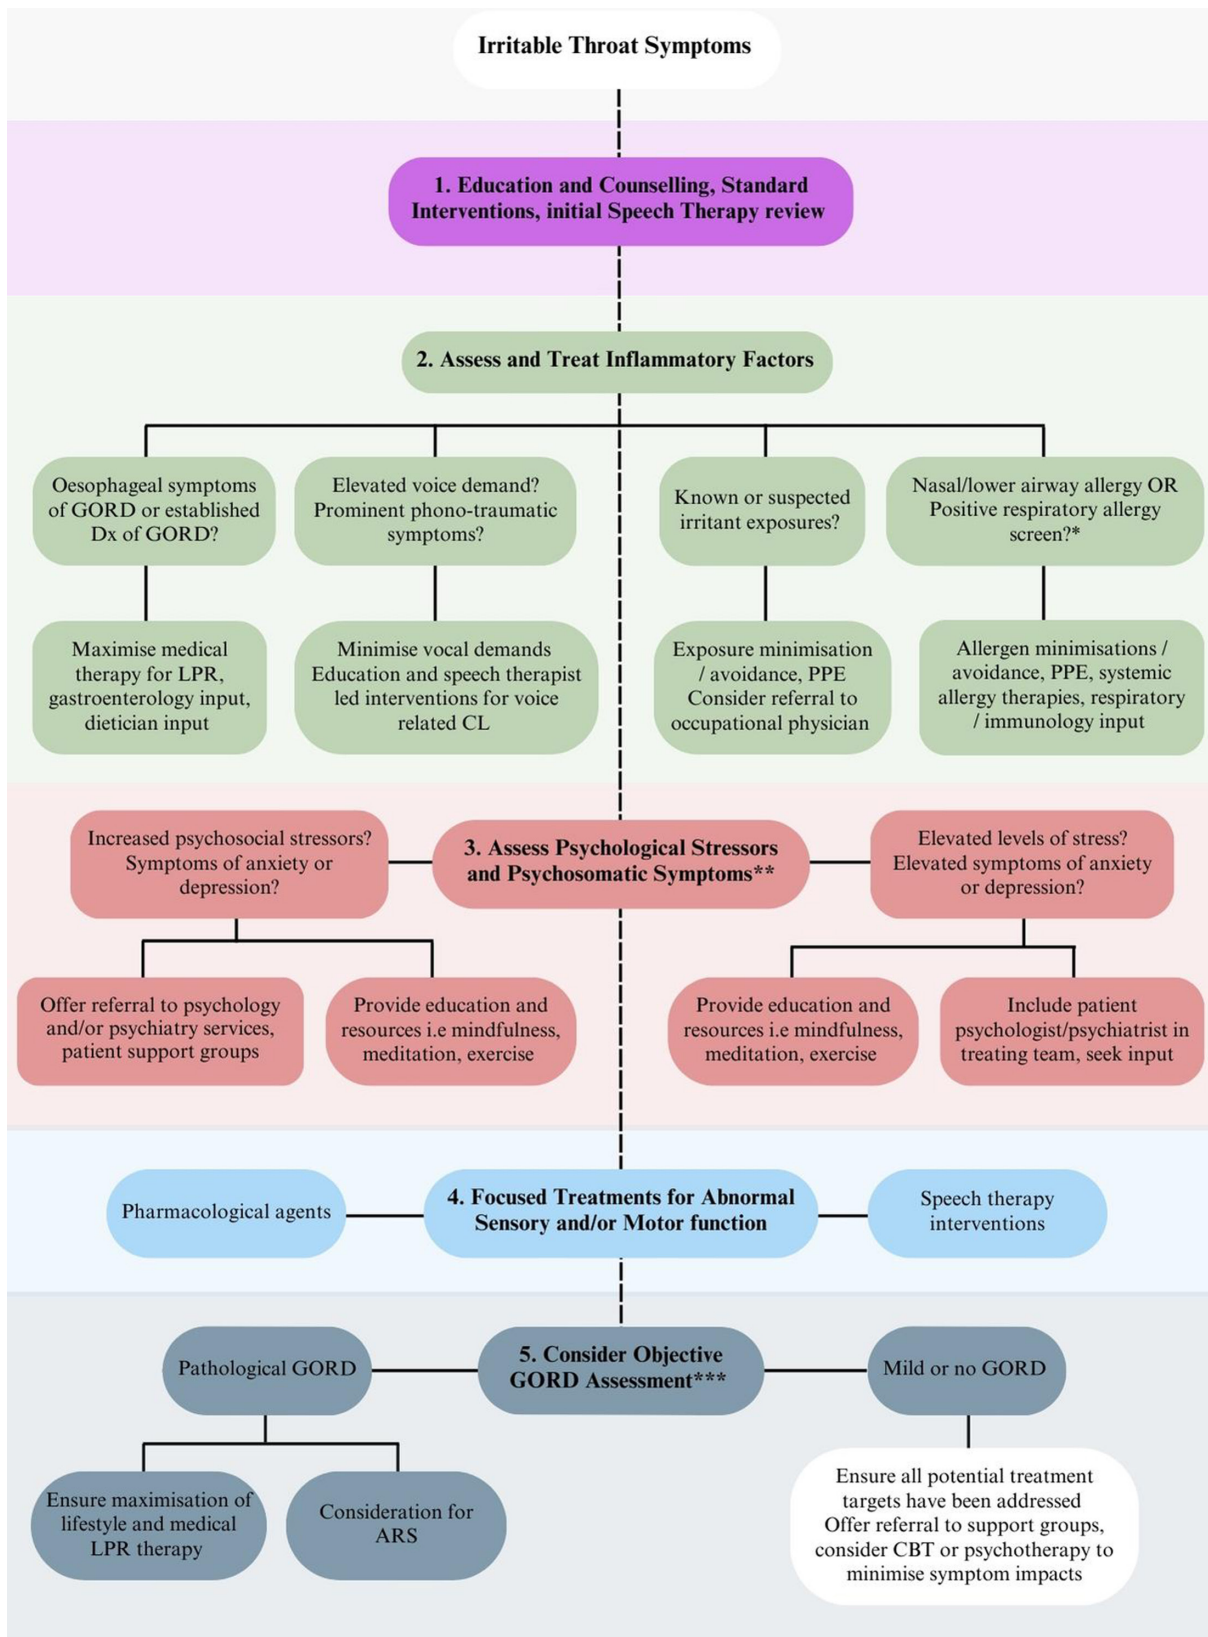 Irritable Throat Symptoms
1. Education and Counselling, Standard
Interventions, initial Speech Therapy review
2. Assess and Treat Inflammatory Factors
Oesophageal symptoms
of GORD or established
Dx of GORD?
Elevated voice demand?
Prominent phono-traumatic
symptoms?
Known or suspected
irritant exposures?
Nasal/lower airway allergy OR
Positive respiratory allergy
screen?*
Maximise medical
therapy for LPR,
gastroenterology input,
dietician input
Minimise vocal demands
Education and speech therapist
led interventions for voice
related CL
Exposure minimisation
/ avoidance, PPE
Consider referral to
occupational physician
Allergen minimisations /
avoidance, PPE, systemic
allergy therapies, respiratory
/ immunology input
Increased psychosocial stressors?
Symptoms of anxiety or
depression?
3. Assess Psychological Stressors
and Psychosomatic Symptoms**
Elevated levels of stress?
Elevated symptoms of anxiety
or depression?
Offer referral to psychology
and/or psychiatry services,
patient support groups
Provide education and
resources i.e mindfulness,
meditation, exercise
Provide education and
resources i.e mindfulness,
meditation, exercise
Include patient
psychologist/psychiatrist in
treating team, seek input
Pharmacological agents
4. Focused Treatments for Abnormal
Sensory and/or Motor function
Speech therapy
interventions
Pathological GORD
5. Consider Objective
GORD Assessment***
Mild or no GORD
Ensure maximisation of
lifestyle and medical
LPR therapy
Consideration for
ARS
Ensure all potential treatment
targets have been addressed
Offer referral to support groups,
consider CBT or psychotherapy to
minimise symptom impacts